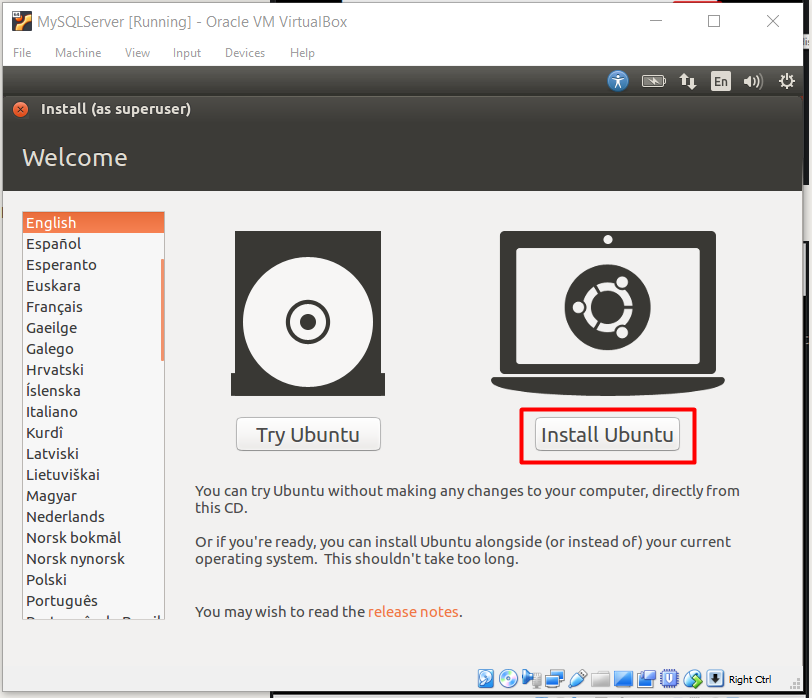 MySQLServer [Running] - Oracle VM VirtualBox
File Machine View Input Devices Help
En
Install (as superuser)
Welcome
English
Español
Esperanto
Euskara
Français
Gaeilge
Galego
Hrvatski
Íslenska
Italiano
Kurdî
Latviski
Lietuviškai
Magyar
Nederlands
Norsk bokmål
Norsk nynorsk
Polski
Português
Try Ubuntu
Install Ubuntu
You can try Ubuntu without making any changes to your computer, directly from
this CD.
Or if you're ready, you can install Ubuntu alongside (or instead of) your current
operating system. This shouldn't take too long.
You may wish to read the release notes.
Right Ctrl